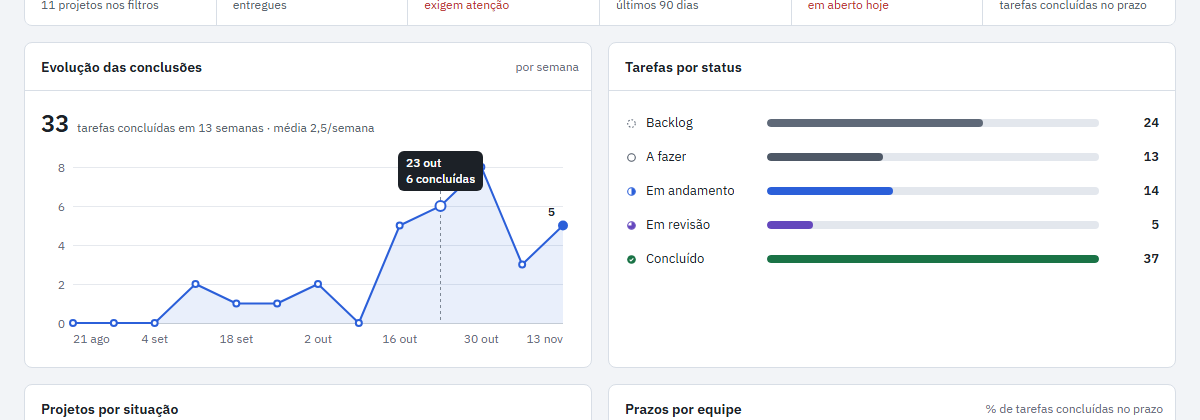 11 projetos nos filtros
entregues
exigem atenção
últimos 90 dias
em aberto hoje
tarefas concluídas no prazo
Evolução das conclusões
por semana
33 tarefas concluídas em 13 semanas · média 2,5/semana
8
6
4
2
0
23 out
6 concluídas
5
21 ago
4 set
18 set
2 out
16 out
30 out
13 nov
Tarefas por status
Backlog 24
A fazer 13
Em andamento 14
Em revisão 5
Concluído 37
Projetos por situação
Prazos por equipe
% de tarefas concluídas no prazo